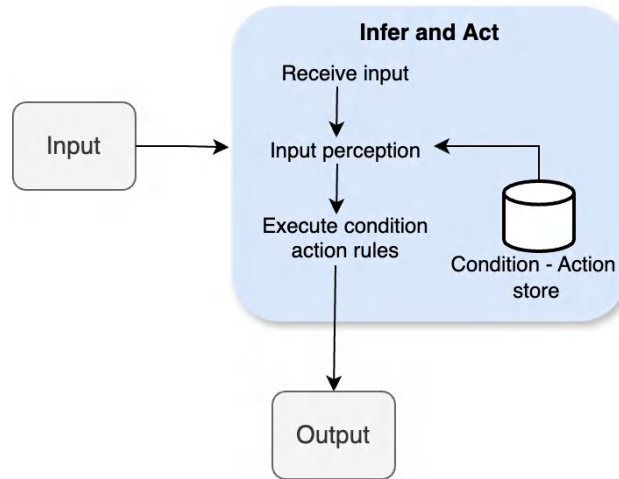 Infer and Act
Receive input
Input
Input perception
Execute condition
action rules
Condition - Action
store
Output